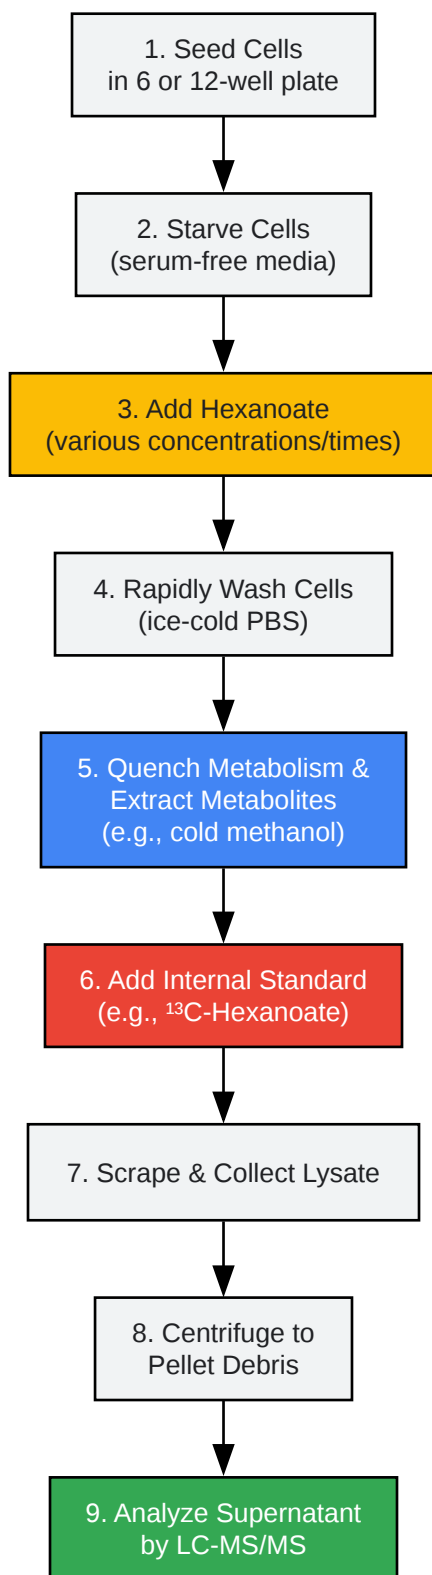 1. Seed Cells
in 6 or 12-well plate
2. Starve Cells
(serum-free media)
3. Add Hexanoate
(various concentrations/times)
4. Rapidly Wash Cells
(ice-cold PBS)
5. Quench Metabolism &
Extract Metabolites
(e.g., cold methanol)
6. Add Internal Standard
(e.g., ¹³C-Hexanoate)
7. Scrape & Collect Lysate
8. Centrifuge to
Pellet Debris
9. Analyze Supernatant
by LC-MS/MS